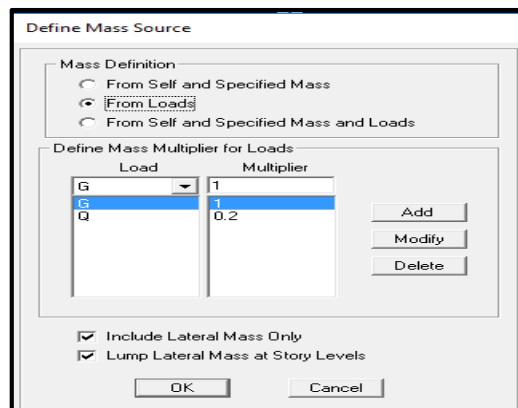 Define Mass Source
Mass Definition
From Self and Specified Mass
From Loads
From Self and Specified Mass and Loads
Define Mass Multiplier for Loads
Load Multiplier
G 1
G 1
Q 0.2
Add
Modify
Delete
Include Lateral Mass Only
Lump Lateral Mass at Story Levels
OK Cancel